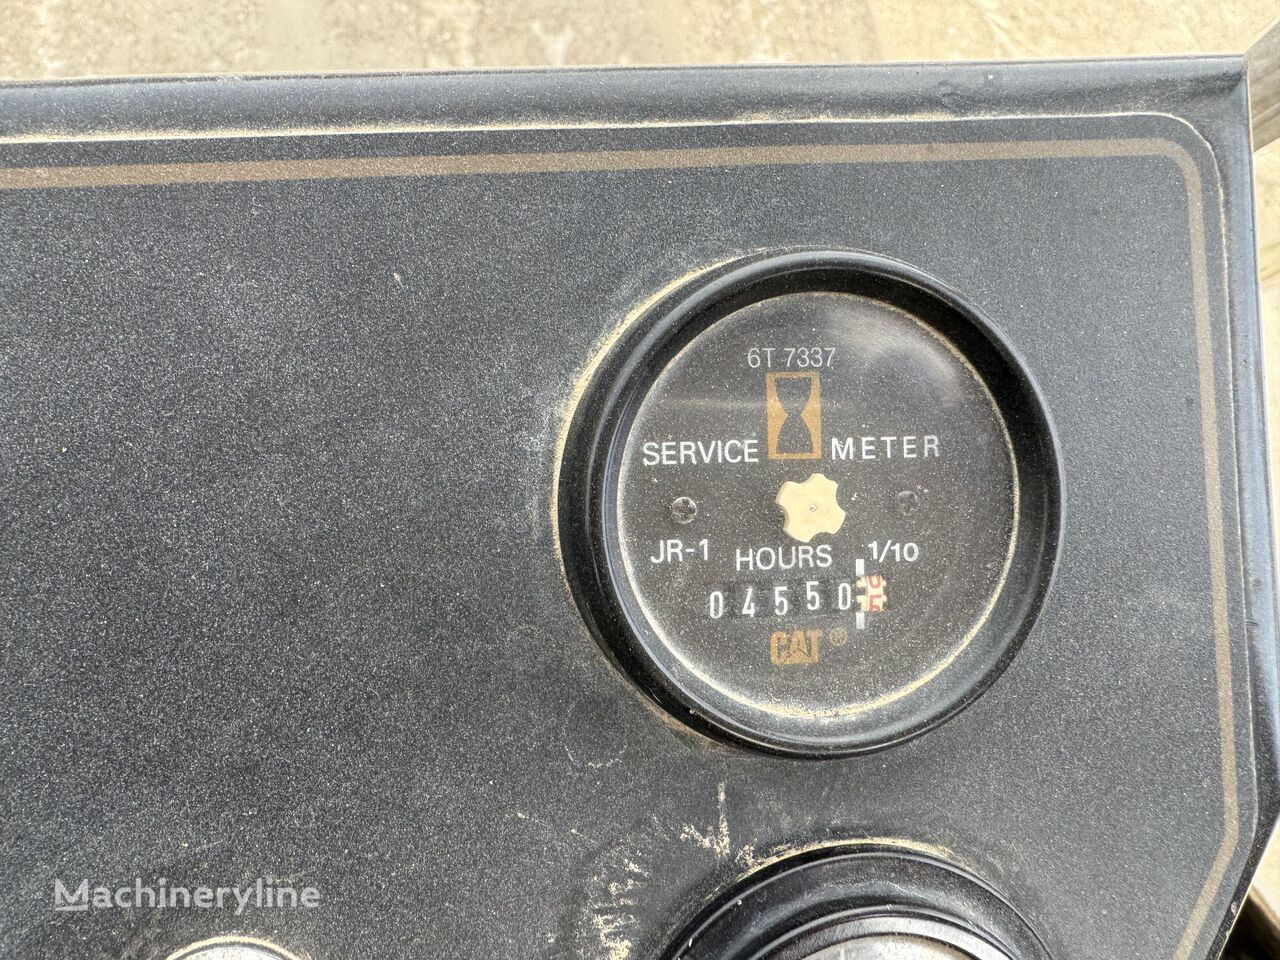 6T 7337
SERVICE METER
JR-1 HOURS 1/10
04550
CAT ®
Machineryline